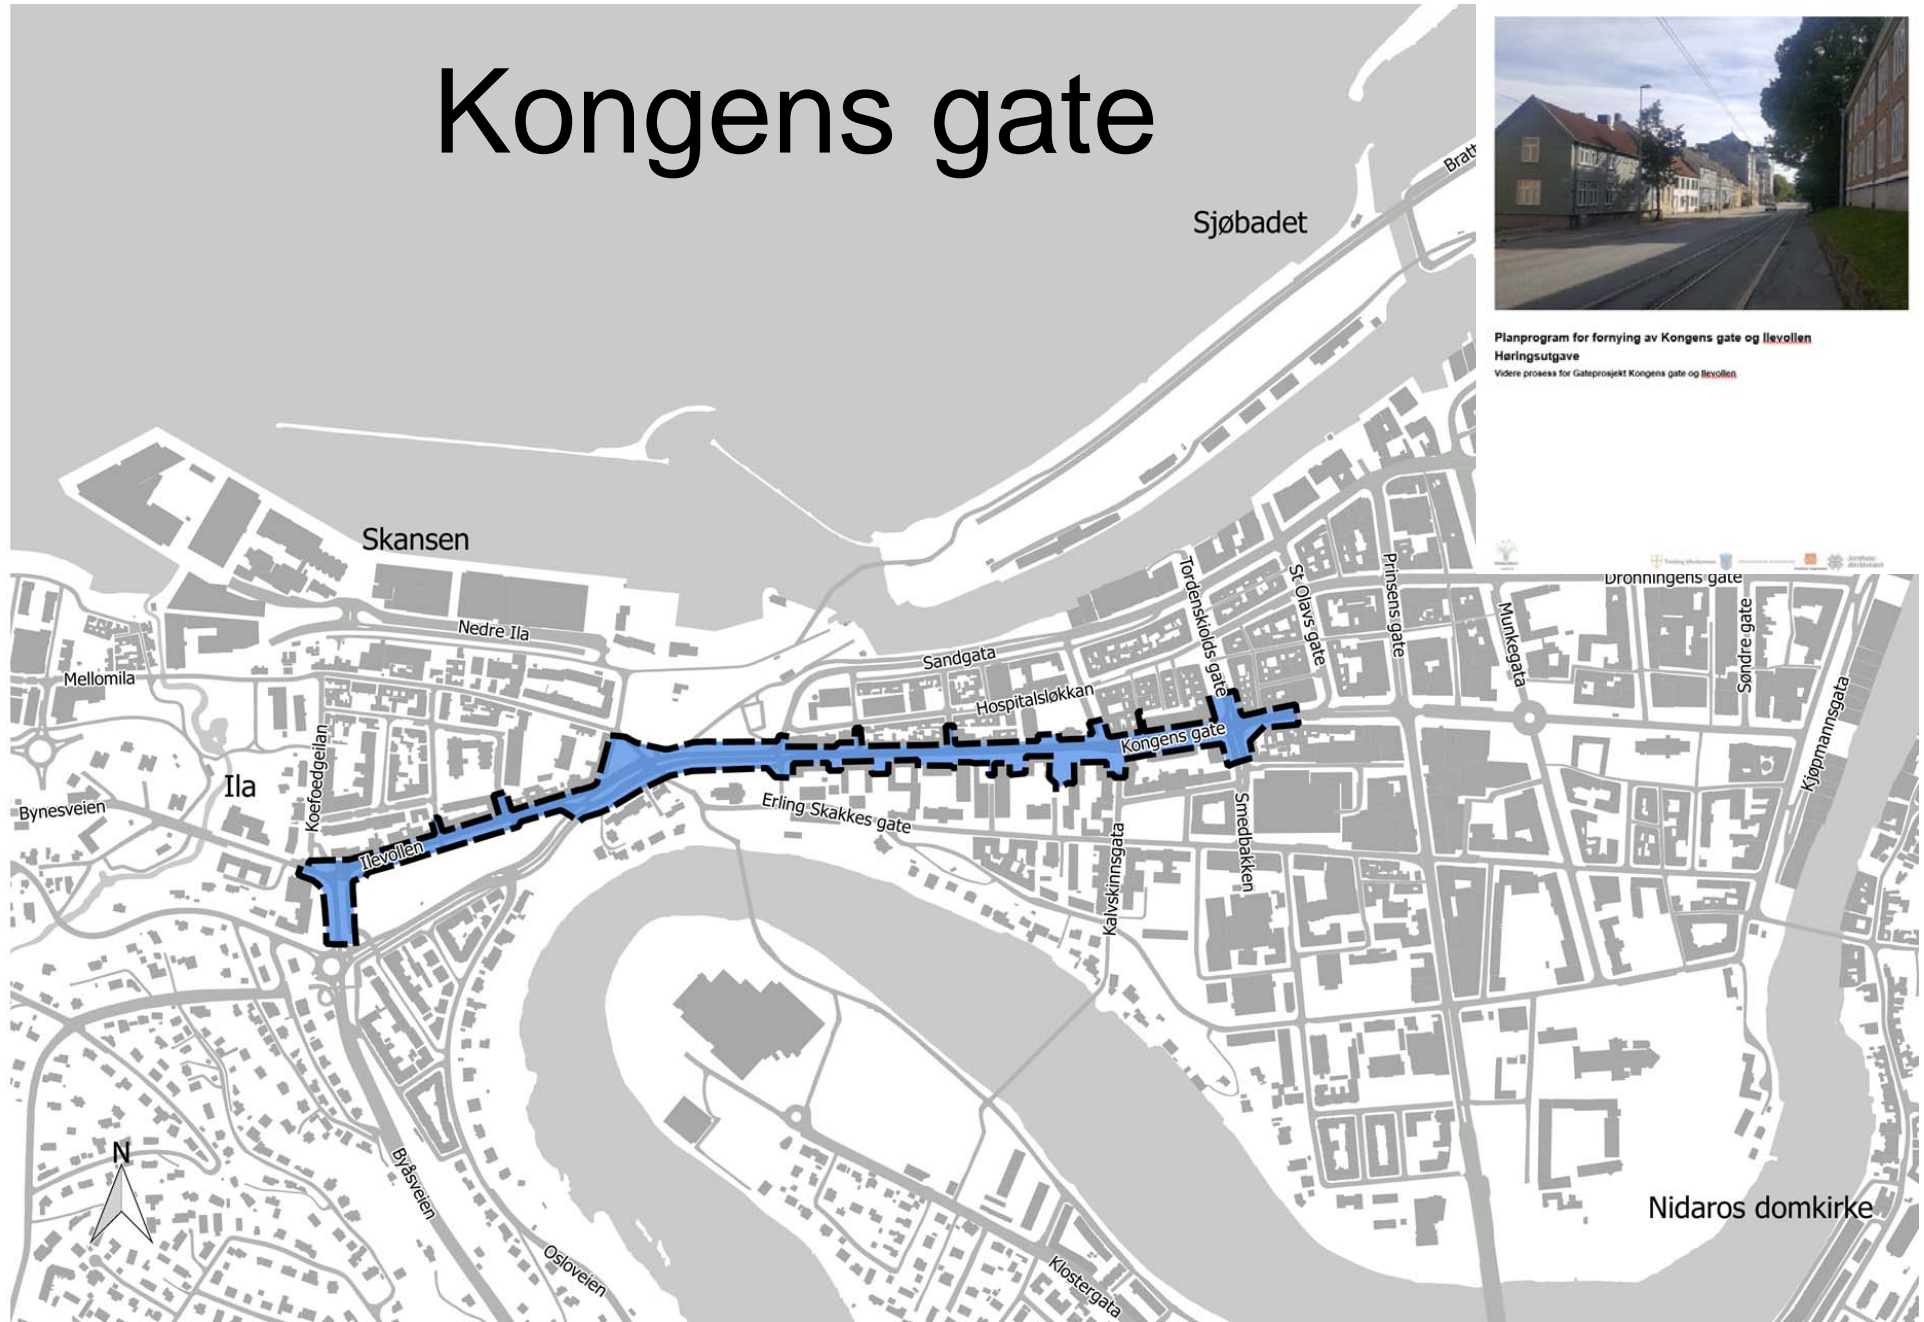 Kongens gate
Planprogram for fornying av Kongens gate og Ilevollen
Høringsutgave
Videre prosess for Gateprosjekt Kongens gate og Ilevollen
Bratt
Sjøbadet
Skansen
Nedre Ila
Mellomila
Sandgata
Hospitalsløkkan
Tordenskiolds gate
St. Olavs gate
Prinsens gate
Munkegata
Dronningens gate
Søndre gate
Kjøpmannsgata
Koefoedgeilan
Ila
Bynesveien
Ilevollen
Kongens gate
Erling Skakkes gate
Kalvskinnsgata
Smedbakken
N
Byåsveien
Osloveien
Klostergata
Nidaros domkirke